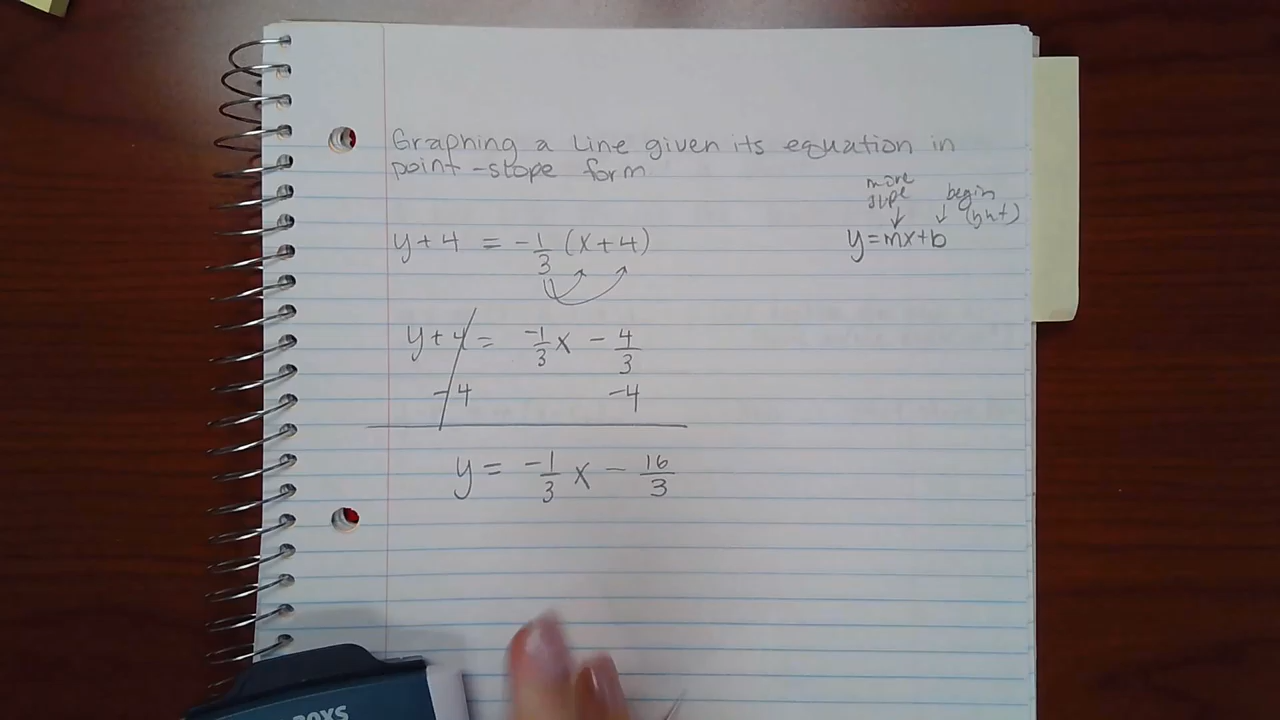 Graphing a Line given its equation in
point-slope form
more
slope
begin
(y int)
y=mx+b
y+4 = -1/3 (x+4)
y+4 = -1/3 x - 4/3
-4 -4
y = -1/3 x - 16/3